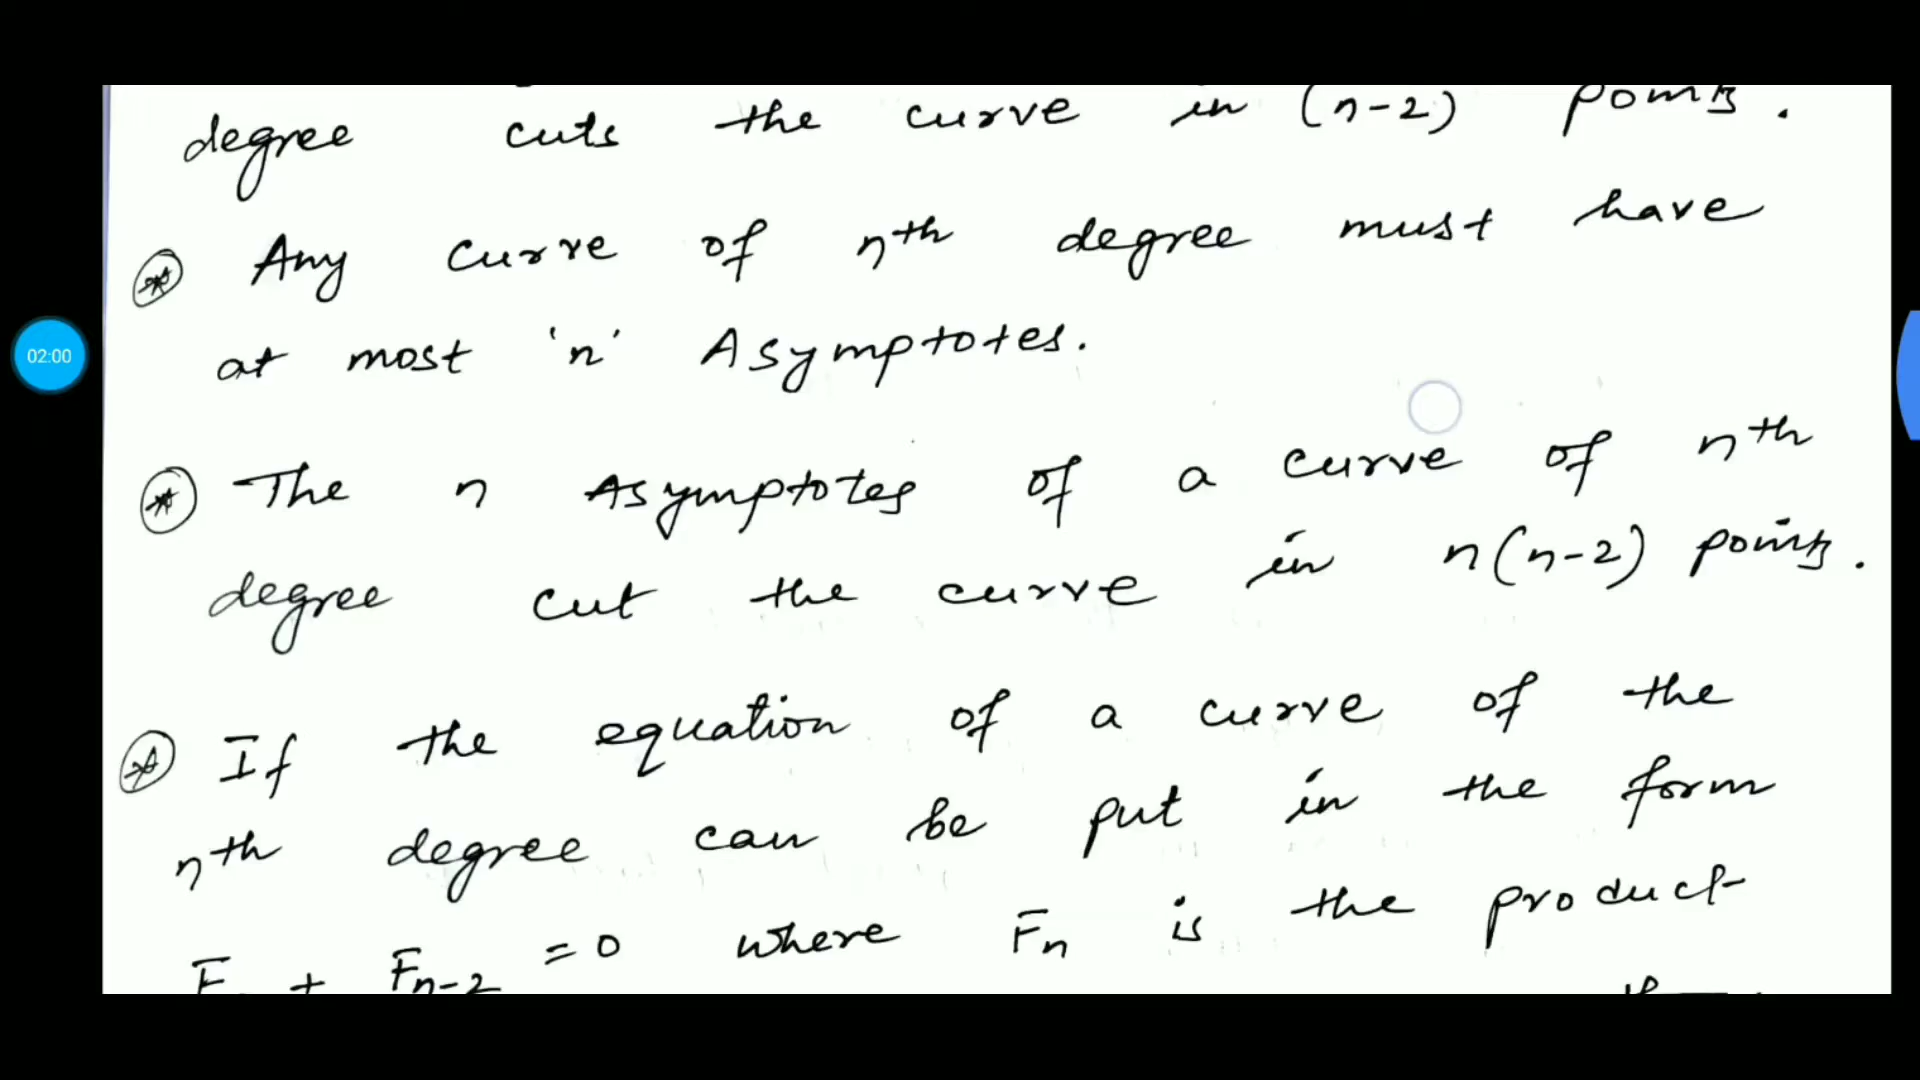 degree cuts the curve in (n-2) points.
Any curve of nth degree must have
at most 'n' Asymptotes.
02:00
The n Asymptotes of a curve of nth
degree cut the curve in n(n-2) points.
If the equation of a curve of the
nth degree can be put in the form
F + Fn-2 = 0 where Fn is the product